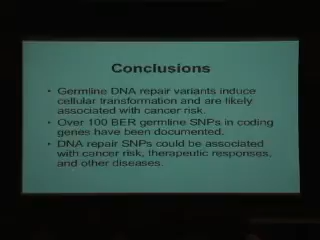 Conclusions
• Germline DNA repair variants induce
cellular transformation and are likely
associated with cancer risk.
• Over 100 BER germline SNPs in coding
genes have been documented.
• DNA repair SNPs could be associated
with cancer risk, therapeutic responses,
and other diseases.